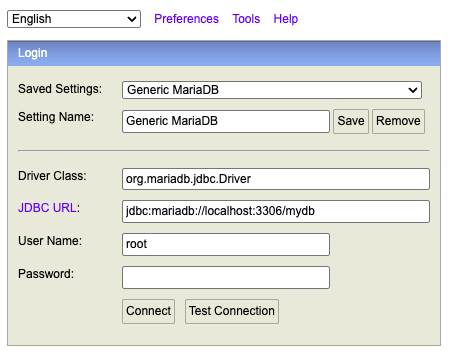 English Preferences Tools Help
Login
Saved Settings: Generic MariaDB
Setting Name: Generic MariaDB Save Remove
Driver Class: org.mariadb.jdbc.Driver
JDBC URL: jdbc:mariadb://localhost:3306/mydb
User Name: root
Password:
Connect Test Connection